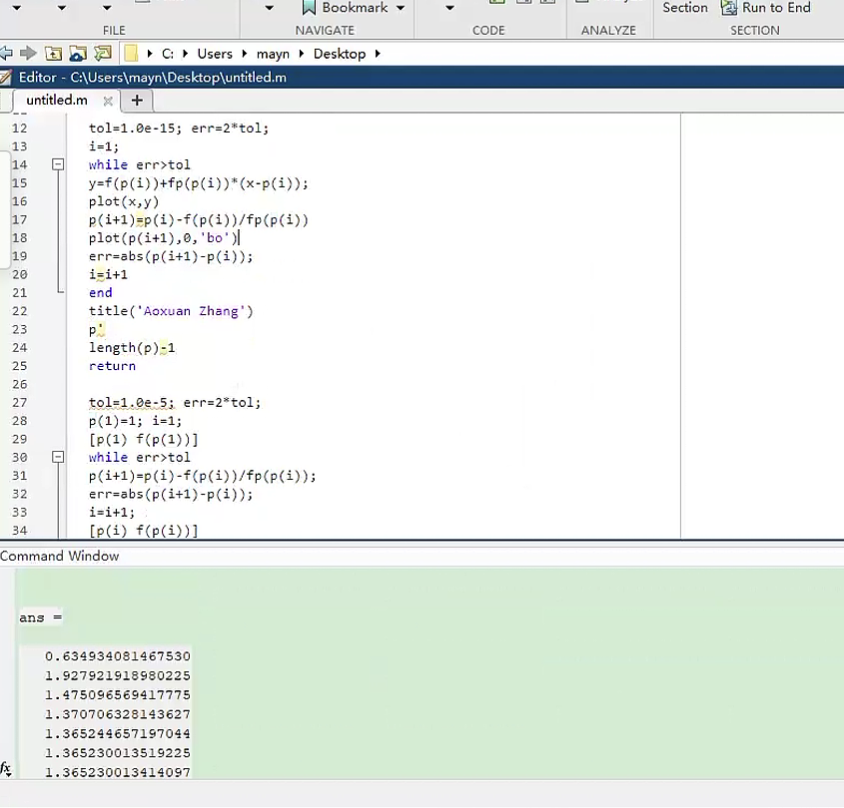 Bookmark
Section
Run to End
FILE
NAVIGATE
CODE
ANALYZE
SECTION
C: Users mayn Desktop
Editor - C:\Users\mayn\Desktop\untitled.m
untitled.m
12 tol=1.0e-15; err=2*tol;
13 i=1;
14 while err>tol
15 y=f(p(i))+fp(p(i))*(x-p(i));
16 plot(x,y)
17 p(i+1)=p(i)-f(p(i))/fp(p(i))
18 plot(p(i+1),0,'bo')
19 err=abs(p(i+1)-p(i));
20 i=i+1
21 end
22 title('Aoxuan Zhang')
23 p'
24 length(p)-1
25 return
26
27 tol=1.0e-5; err=2*tol;
28 p(1)=1; i=1;
29 [p(1) f(p(1))]
30 while err>tol
31 p(i+1)=p(i)-f(p(i))/fp(p(i));
32 err=abs(p(i+1)-p(i));
33 i=i+1;
34 [p(i) f(p(i))]
Command Window
ans =
0.634934081467530
1.927921918980225
1.475096569417775
1.370706328143627
1.365244657197044
1.365230013519225
1.365230013414097
fx